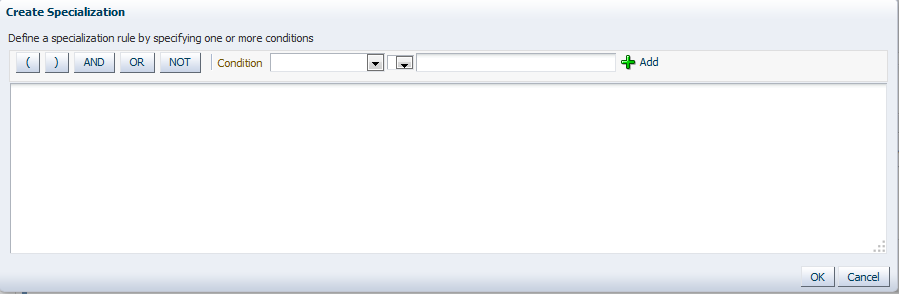 Create Specialization
Define a specialization rule by specifying one or more conditions
( ) AND OR NOT Condition Add
OK Cancel